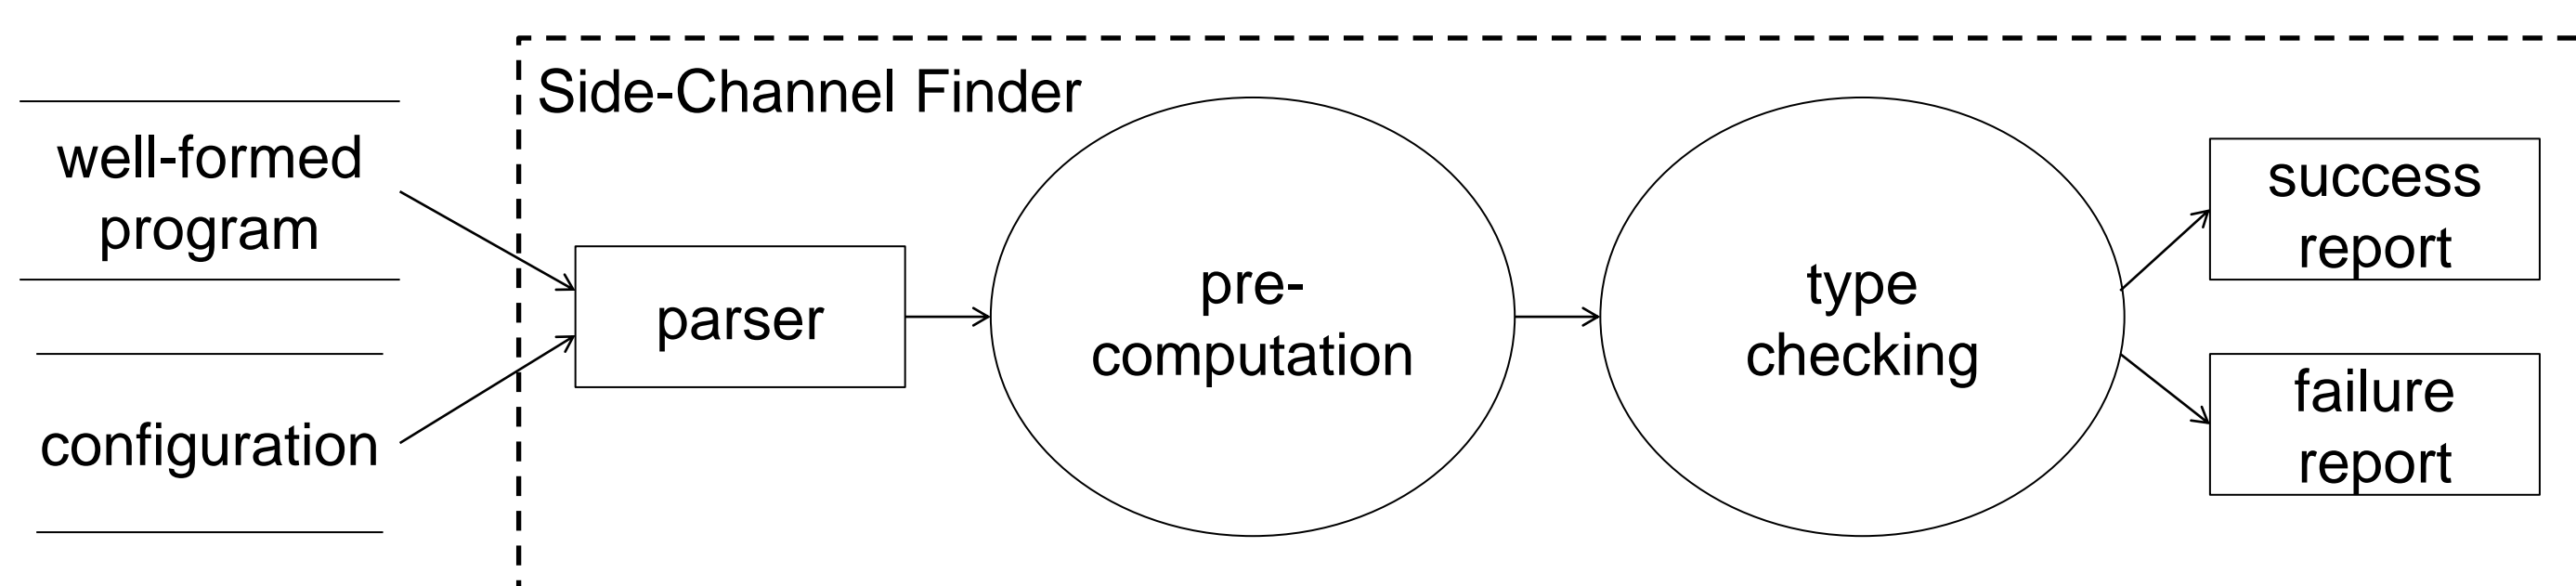 Side-Channel Finder
well-formed
program
configuration
parser
pre-
computation
type
checking
success
report
failure
report